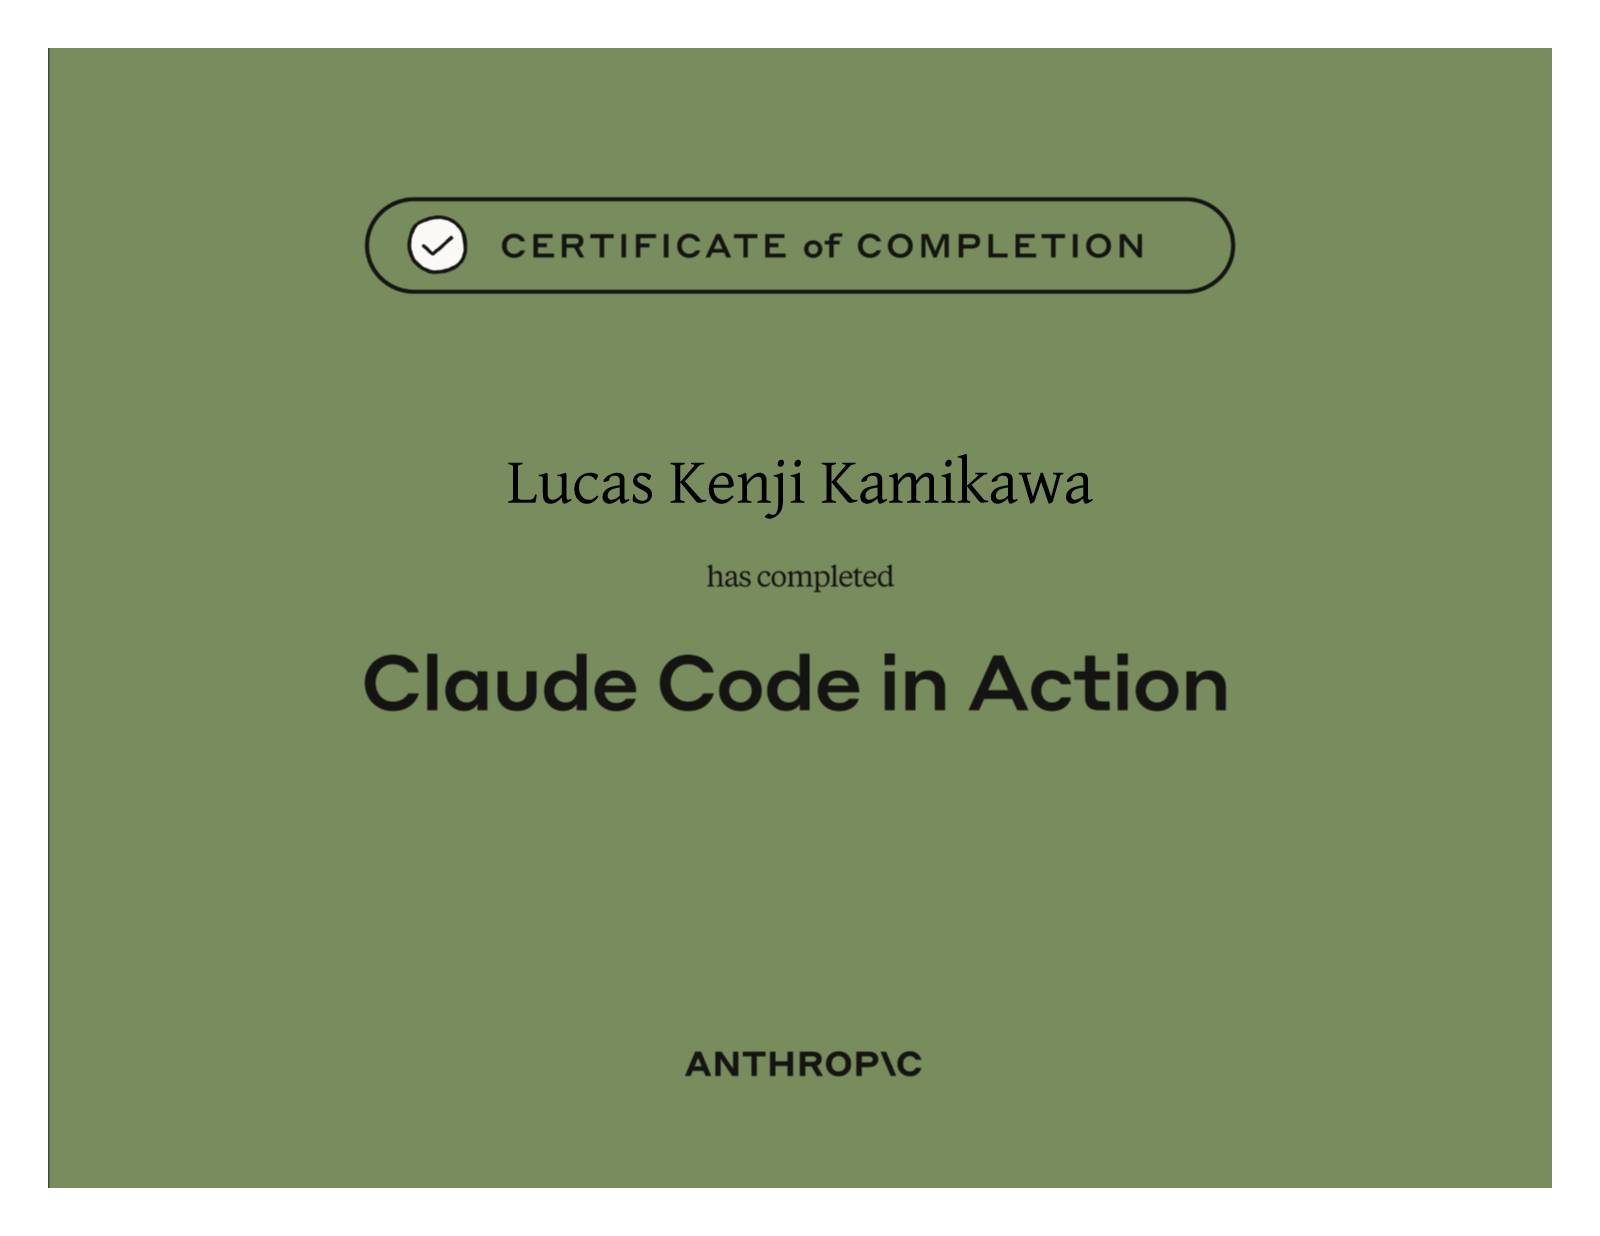 CERTIFICATE of COMPLETION
Lucas Kenji Kamikawa
has completed
Claude Code in Action
ANTHROP\C